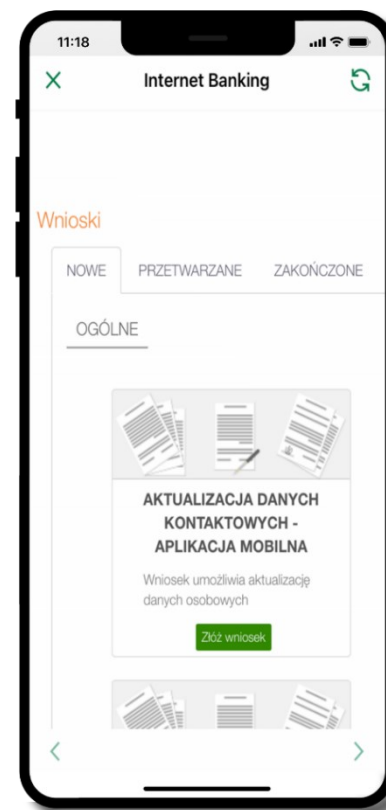 11:18
Internet Banking
Wnioski
NOWE PRZETWARZANE ZAKOŃCZONE
OGÓLNE
AKTUALIZACJA DANYCH
KONTAKTOWYCH -
APLIKACJA MOBILNA
Wniosek umożliwia aktualizację
danych osobowych
Złóż wniosek